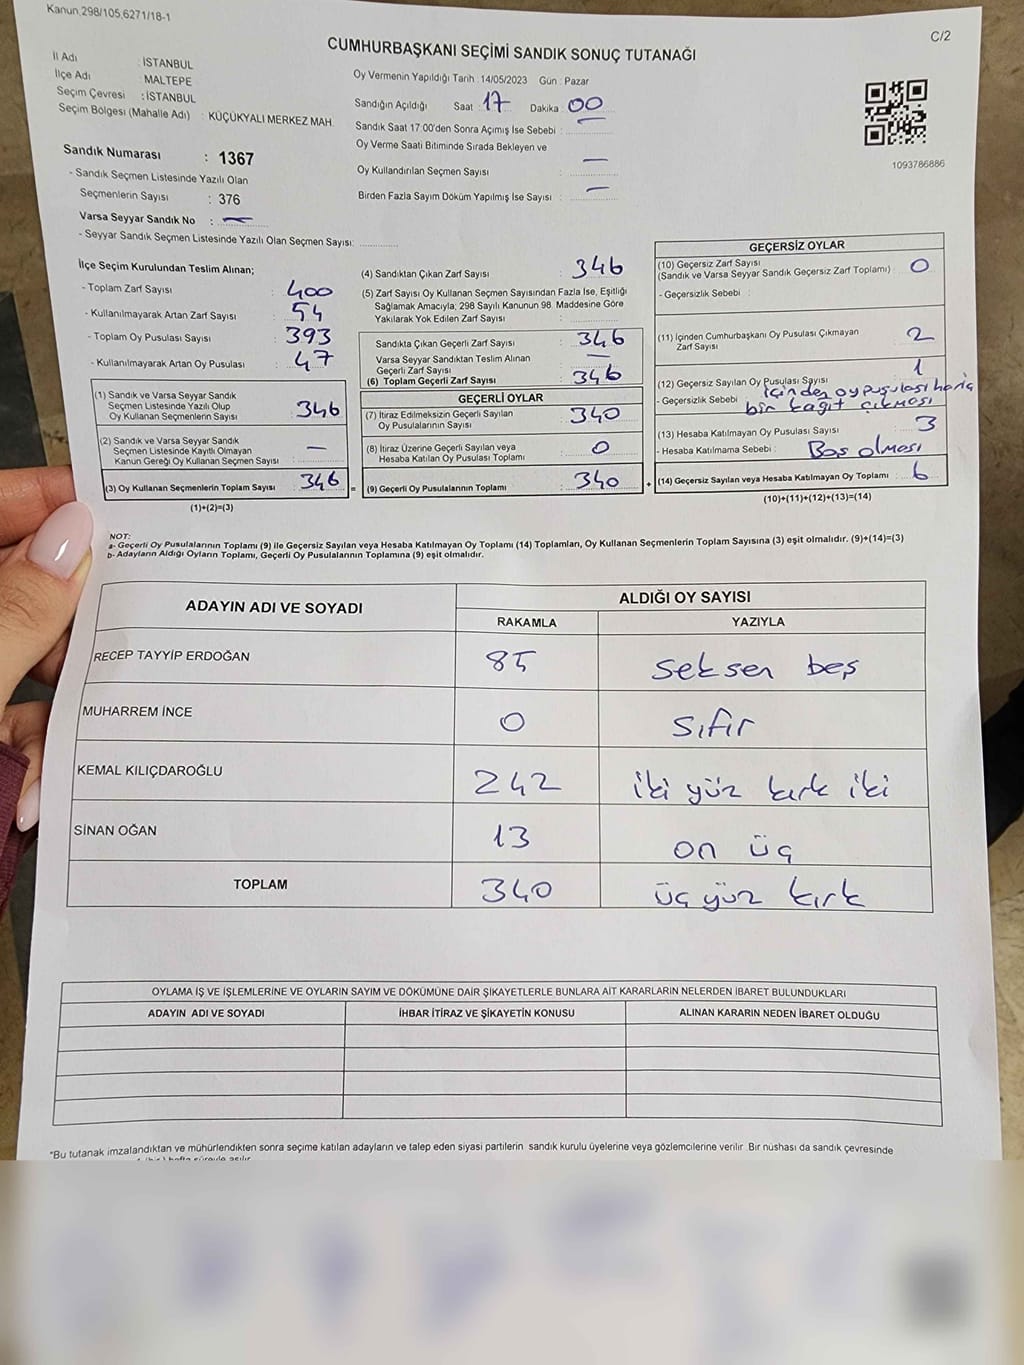 Kanun.298/105,6271/18-1
C/2
CUMHURBAŞKANI SEÇİMİ SANDIK SONUÇ TUTANAĞI
İl Adı : İSTANBUL
İlçe Adı MALTEPE
Seçim Çevresi : İSTANBUL
Seçim Bölgesi (Mahalle Adı) : KÜÇÜKYALI MERKEZ MAH.
Sandık Numarası : 1367
- Sandık Seçmen Listesinde Yazılı Olan
Seçmenlerin Sayısı : 376
Varsa Seyyar Sandık No : —
- Seyyar Sandık Seçmen Listesinde Yazılı Olan Seçmen Sayısı: ............
Oy Vermenin Yapıldığı Tarih : 14/05/2023 Gün : Pazar
Sandığın Açıldığı Saat : 17 Dakika : 00
Sandık Saat 17:00'den Sonra Açımış İse Sebebi : —
Oy Verme Saati Bitiminde Sırada Bekleyen ve
Oy Kullandırılan Seçmen Sayısı : —
Birden Fazla Sayım Döküm Yapılmış İse Sayısı : —
1093786886
İlçe Seçim Kurulundan Teslim Alınan;
- Toplam Zarf Sayısı : 400
- Kullanılmayarak Artan Zarf Sayısı : 54
- Toplam Oy Pusulası Sayısı : 393
- Kullanılmayarak Artan Oy Pusulası : 47
(1) Sandık ve Varsa Seyyar Sandık
Seçmen Listesinde Yazılı Olup
Oy Kullanan Seçmenlerin Sayısı : 346
(2) Sandık ve Varsa Seyyar Sandık
Seçmen Listesinde Kayıtlı Olmayan
Kanun Gereği Oy Kullanan Seçmen Sayısı : —
(3) Oy Kullanan Seçmenlerin Toplam Sayısı : 346 =
(1)+(2)=(3)
(4) Sandıktan Çıkan Zarf Sayısı : 346
(5) Zarf Sayısı Oy Kullanan Seçmen Sayısından Fazla İse, Eşitliği
Sağlamak Amacıyla; 298 Sayılı Kanunun 98. Maddesine Göre
Yakılarak Yok Edilen Zarf Sayısı : ............
Sandıkta Çıkan Geçerli Zarf Sayısı : 346
Varsa Seyyar Sandıktan Teslim Alınan
Geçerli Zarf Sayısı : —
(6) Toplam Geçerli Zarf Sayısı : 346
GEÇERLİ OYLAR
(7) İtiraz Edilmeksizin Geçerli Sayılan
Oy Pusulalarının Sayısı : 340
(8) İtiraz Üzerine Geçerli Sayılan veya
Hesaba Katılan Oy Pusulası Toplamı : 0
(9) Geçerli Oy Pusulalarının Toplamı : 340 +
GEÇERSİZ OYLAR
(10) Geçersiz Zarf Sayısı
(Sandık ve Varsa Seyyar Sandık Geçersiz Zarf Toplamı) : 0
- Geçersizlik Sebebi :
(11) İçinden Cumhurbaşkanı Oy Pusulası Çıkmayan
Zarf Sayısı : 2
(12) Geçersiz Sayılan Oy Pusulası Sayısı : 1
- Geçersizlik Sebebi : içinden oy pusulası hariç
bir kağıt çıkması
(13) Hesaba Katılmayan Oy Pusulası Sayısı : 3
- Hesaba Katılmama Sebebi : Boş olması
(14) Geçersiz Sayılan veya Hesaba Katılmayan Oy Toplamı : 6
(10)+(11)+(12)+(13)=(14)
NOT:
a- Geçerli Oy Pusulalarının Toplamı (9) ile Geçersiz Sayılan veya Hesaba Katılmayan Oy Toplamı (14) Toplamları, Oy Kullanan Seçmenlerin Toplam Sayısına (3) eşit olmalıdır. (9)+(14)=(3)
b- Adayların Aldığı Oyların Toplamı, Geçerli Oy Pusulalarının Toplamına (9) eşit olmalıdır.
ADAYIN ADI VE SOYADI ALDIĞI OY SAYISI
RAKAMLA YAZIYLA
RECEP TAYYİP ERDOĞAN 85 seksen beş
MUHARREM İNCE 0 sıfır
KEMAL KILIÇDAROĞLU 242 iki yüz kırk iki
SİNAN OĞAN 13 on üç
TOPLAM 340 üç yüz kırk
OYLAMA İŞ VE İŞLEMLERİNE VE OYLARIN SAYIM VE DÖKÜMÜNE DAİR ŞİKAYETLERLE BUNLARA AİT KARARLARIN NELERDEN İBARET BULUNDUKLARI
ADAYIN ADI VE SOYADI İHBAR İTİRAZ VE ŞİKAYETİN KONUSU ALINAN KARARIN NEDEN İBARET OLDUĞU
*Bu tutanak imzalandıktan ve mühürlendikten sonra seçime katılan adayların ve talep eden siyasi partilerin sandık kurulu üyelerine veya gözlemcilerine verilir. Bir nüshası da sandık çevresinde